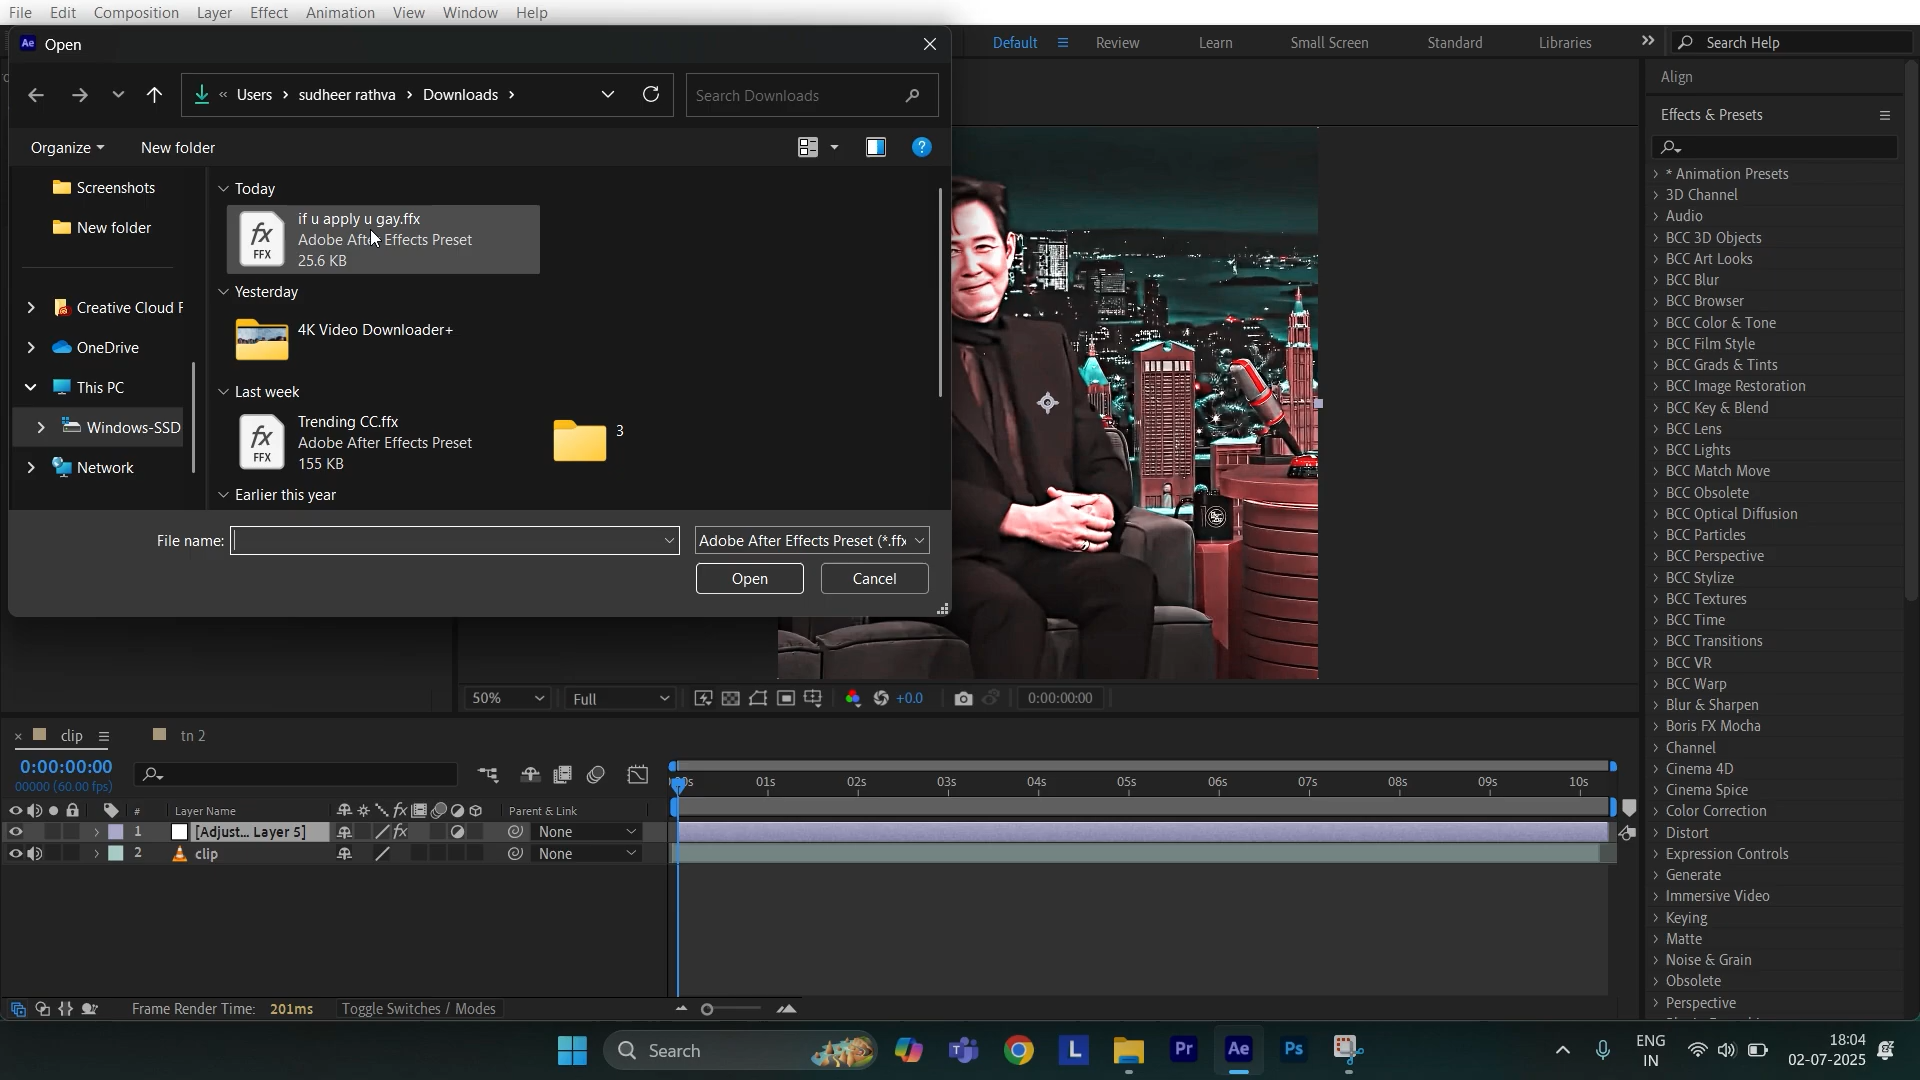 File Edit Composition Layer Effect Animation View Window Help
Ae Open
Default Review Learn Small Screen Standard Libraries Search Help
« Users › sudheer rathva › Downloads › Search Downloads
Organize New folder
Screenshots
New folder
Creative Cloud F
OneDrive
This PC
Windows-SSD
Network
Today
fx FFX
if u apply u gay.ffx
Adobe After Effects Preset
25.6 KB
Yesterday
4K Video Downloader+
Last week
fx FFX
Trending CC.ffx
Adobe After Effects Preset
155 KB
3
Earlier this year
File name: Adobe After Effects Preset (*.ffx
Open Cancel
Align
Effects & Presets
* Animation Presets
3D Channel
Audio
BCC 3D Objects
BCC Art Looks
BCC Blur
BCC Browser
BCC Color & Tone
BCC Film Style
BCC Grads & Tints
BCC Image Restoration
BCC Key & Blend
BCC Lens
BCC Lights
BCC Match Move
BCC Obsolete
BCC Optical Diffusion
BCC Particles
BCC Perspective
BCC Stylize
BCC Textures
BCC Time
BCC Transitions
BCC VR
BCC Warp
Blur & Sharpen
Boris FX Mocha
Channel
Cinema 4D
Cinema Spice
Color Correction
Distort
Expression Controls
Generate
Immersive Video
Keying
Matte
Noise & Grain
Obsolete
Perspective
50% Full +0.0 0:00:00:00
× clip tn 2
0:00:00:00
00000 (60.00 fps)
01s 02s 03s 04s 05s 06s 07s 08s 09s 10s
# Layer Name fx Parent & Link
1 [Adjust... Layer 5] fx None
2 clip None
Frame Render Time: 201ms Toggle Switches / Modes
Search L Pr Ae Ps
ENG
IN
18:04
02-07-2025